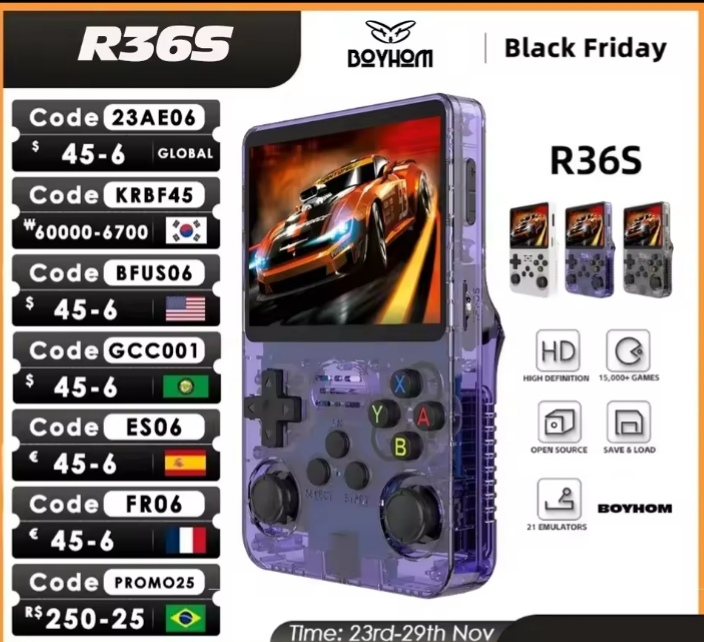 R36S
BOYHOM
Black Friday
Code 23AE06
$ 45-6 GLOBAL
Code KRBF45
₩60000-6700
Code BFUS06
$ 45-6
Code GCC001
$ 45-6
Code ES06
€ 45-6
Code FR06
€ 45-6
Code PROMO25
R$250-25
X
Y
A
B
R36S
HD
HIGH DEFINITION
15,000+ GAMES
OPEN SOURCE
SAVE & LOAD
21 EMULATORS
BOYHOM
Time: 23rd-29th Nov